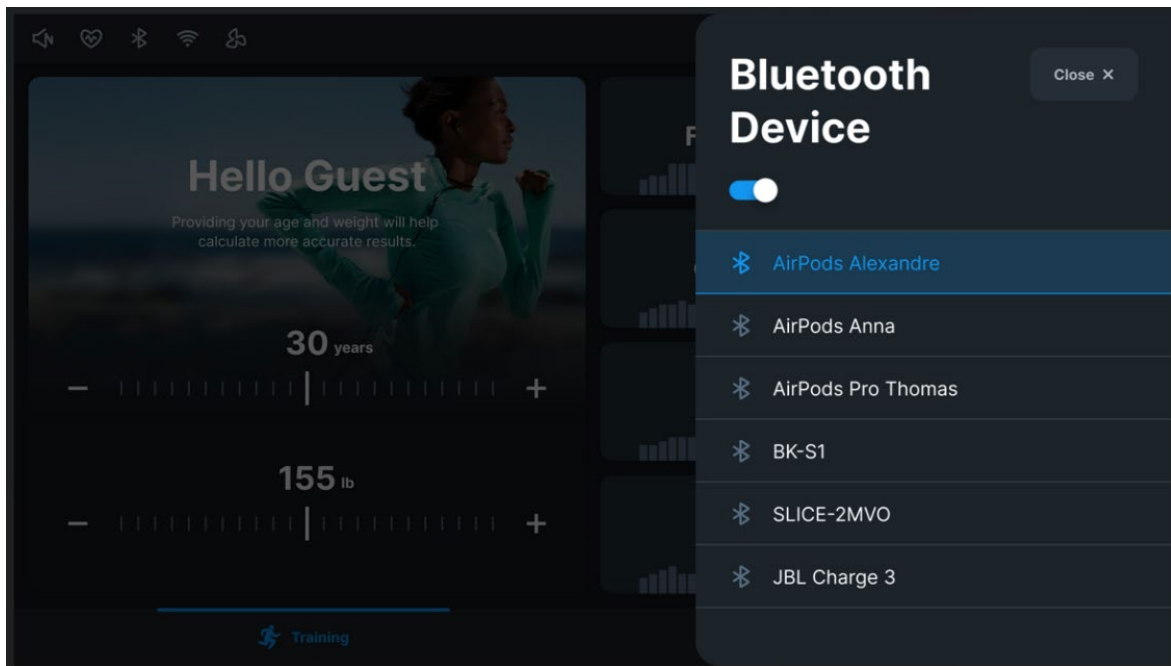 Hello Guest
Providing your age and weight will help
calculate more accurate results.
30 years
155 lb
Training
Bluetooth
Device
Close ×
AirPods Alexandre
AirPods Anna
AirPods Pro Thomas
BK-S1
SLICE-2MVO
JBL Charge 3